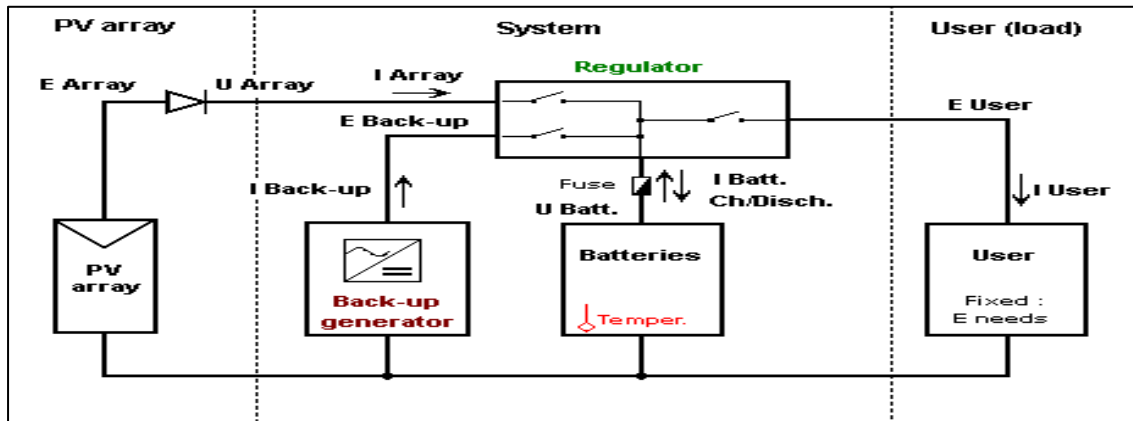 PV array
System
User (load)
Regulator
E Array
U Array
I Array
E User
E Back-up
I Back-up
Fuse
I Batt.
Ch/Disch.
U Batt.
I User
PV
array
Back-up
generator
Batteries
Temper.
User
Fixed :
E needs